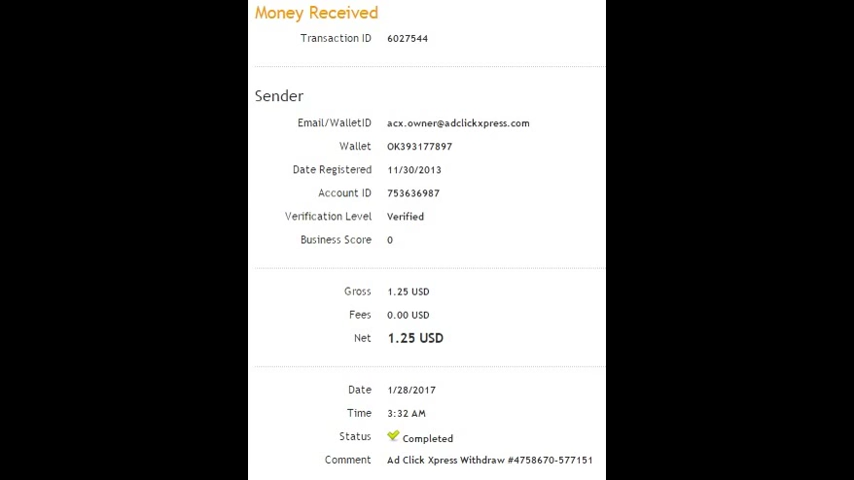 Money Received
Transaction ID 6027544
Sender
Email/WalletID acx.owner@adclickxpress.com
Wallet OK393177897
Date Registered 11/30/2013
Account ID 753636987
Verification Level Verified
Business Score 0
Gross 1.25 USD
Fees 0.00 USD
Net 1.25 USD
Date 1/28/2017
Time 3:32 AM
Status Completed
Comment Ad Click Xpress Withdraw #4758670-577151